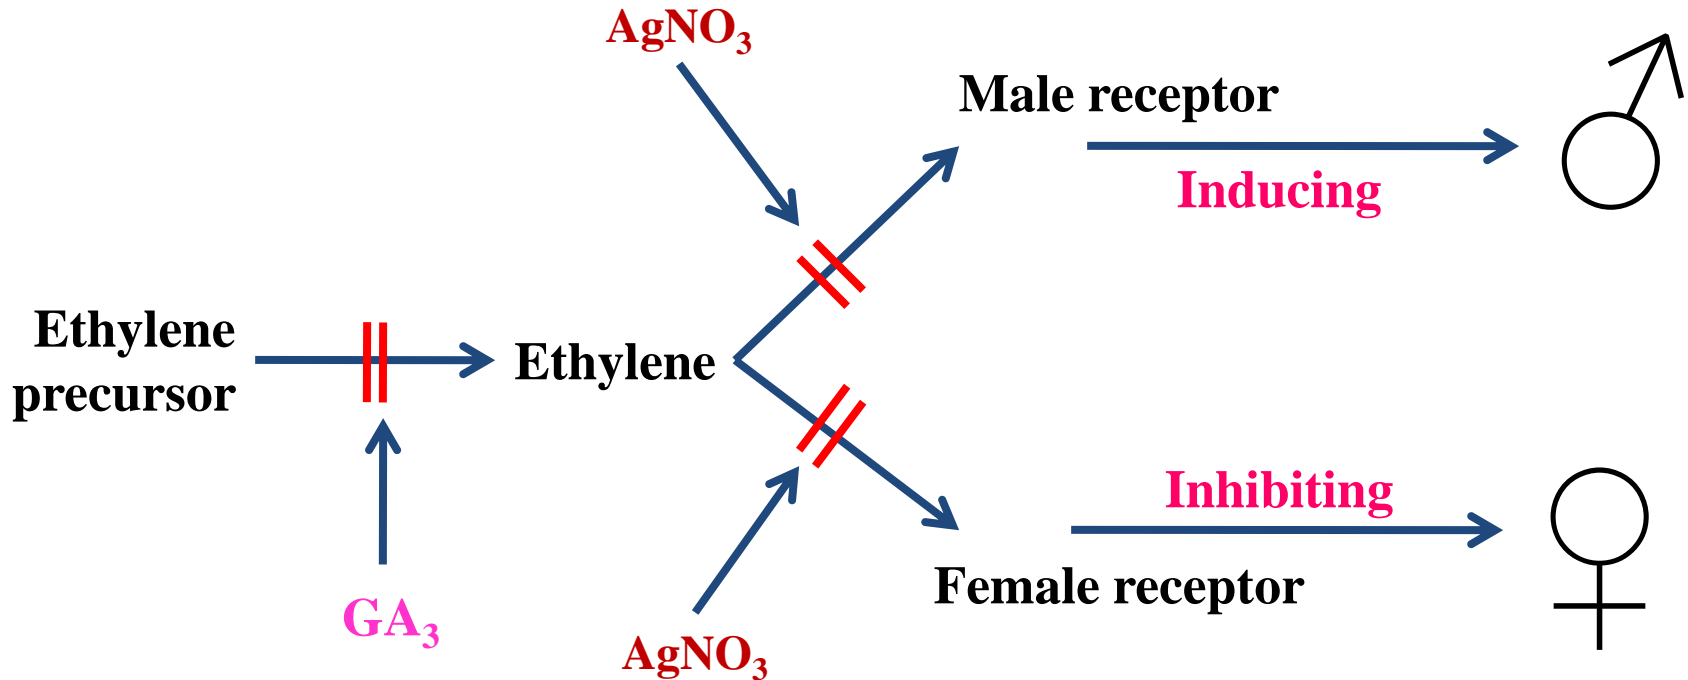 AgNO₃
Male receptor
Inducing
Ethylene
precursor
Ethylene
Inhibiting
Female receptor
GA₃
AgNO₃